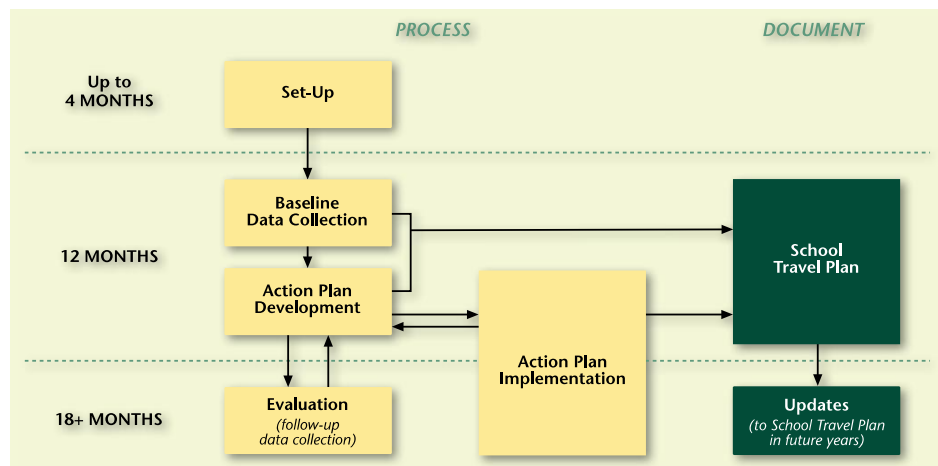 PROCESS
DOCUMENT
Up to
4 MONTHS
Set-Up
12 MONTHS
Baseline
Data Collection
Action Plan
Development
Action Plan
Implementation
School
Travel Plan
18+ MONTHS
Evaluation
(follow-up
data collection)
Updates
(to School Travel Plan
in future years)